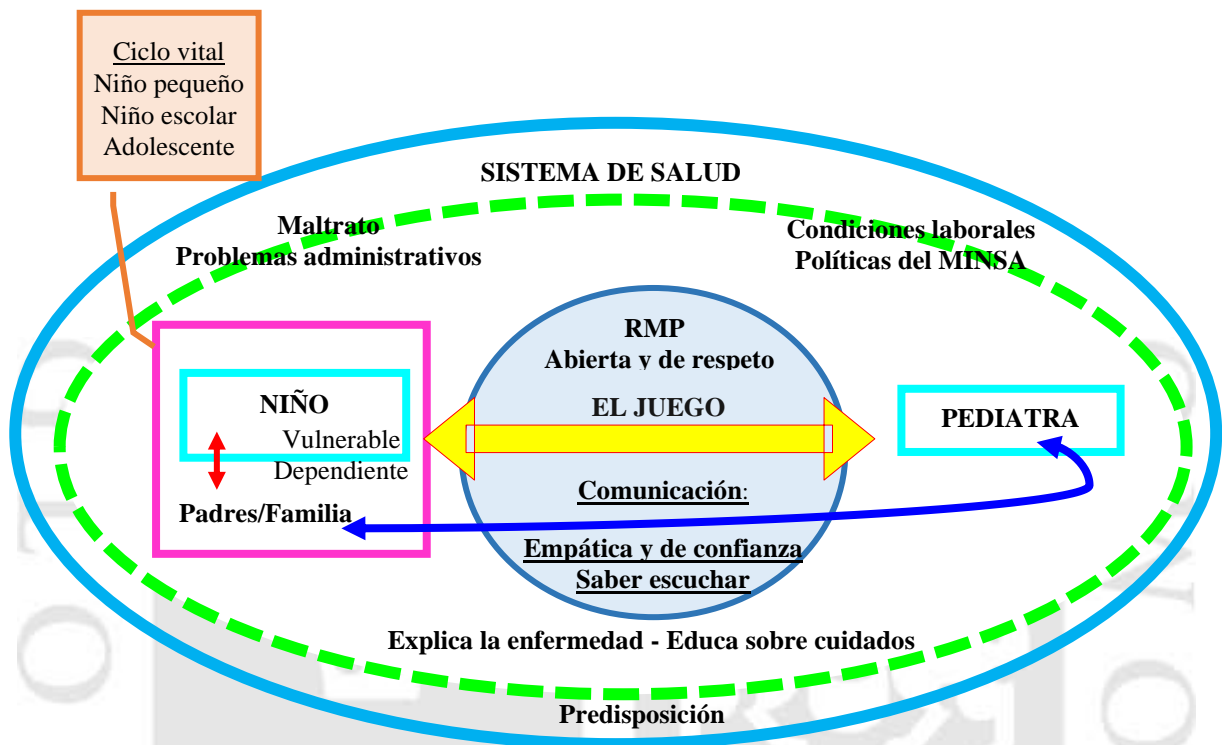 Ciclo vital
Niño pequeño
Niño escolar
Adolescente
SISTEMA DE SALUD
Maltrato
Problemas administrativos
Condiciones laborales
Políticas del MINSA
RMP
Abierta y de respeto
EL JUEGO
NIÑO
Vulnerable
Dependiente
Padres/Familia
PEDIATRA
Comunicación:
Empática y de confianza
Saber escuchar
Explica la enfermedad - Educa sobre cuidados
Predisposición